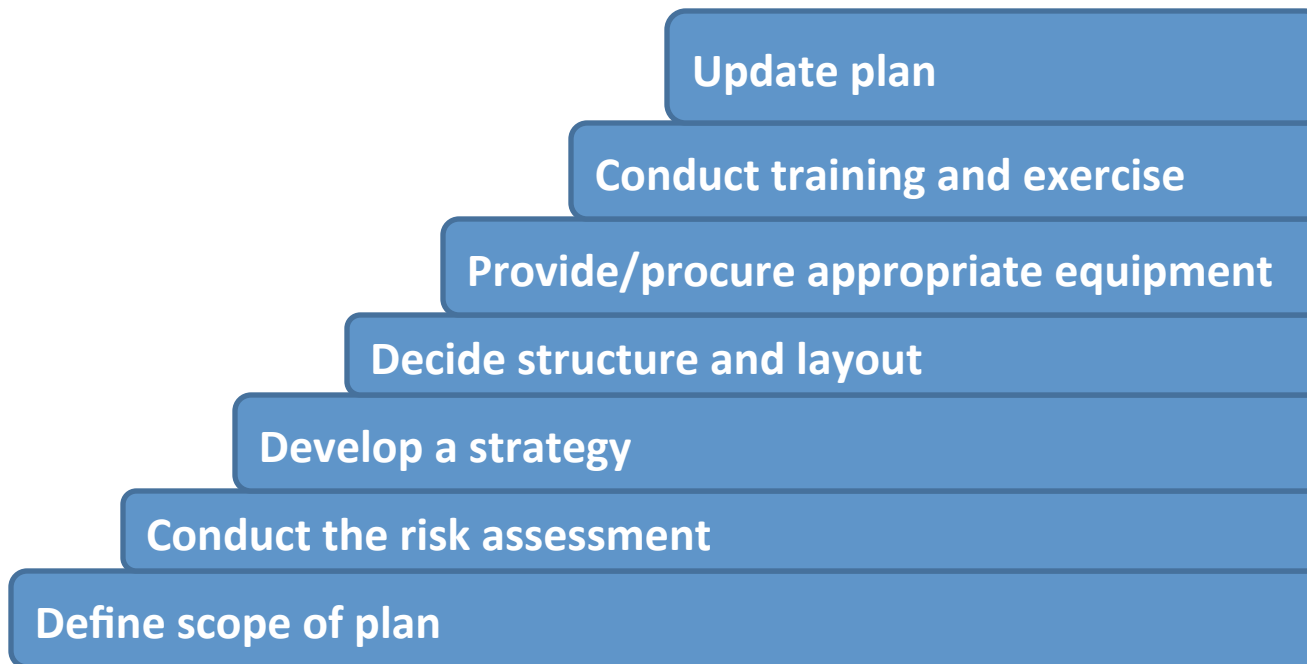 Update plan
Conduct training and exercise
Provide/procure appropriate equipment
Decide structure and layout
Develop a strategy
Conduct the risk assessment
Define scope of plan